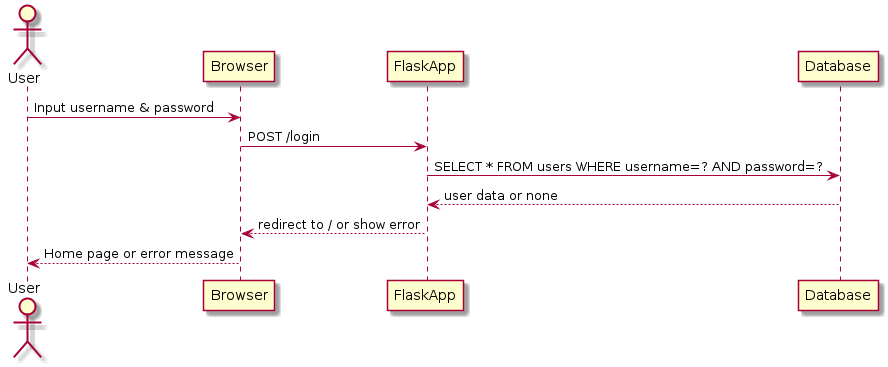 User
Browser
FlaskApp
Database
Input username & password
POST /login
SELECT * FROM users WHERE username=? AND password=?
user data or none
redirect to / or show error
Home page or error message
User
Browser
FlaskApp
Database